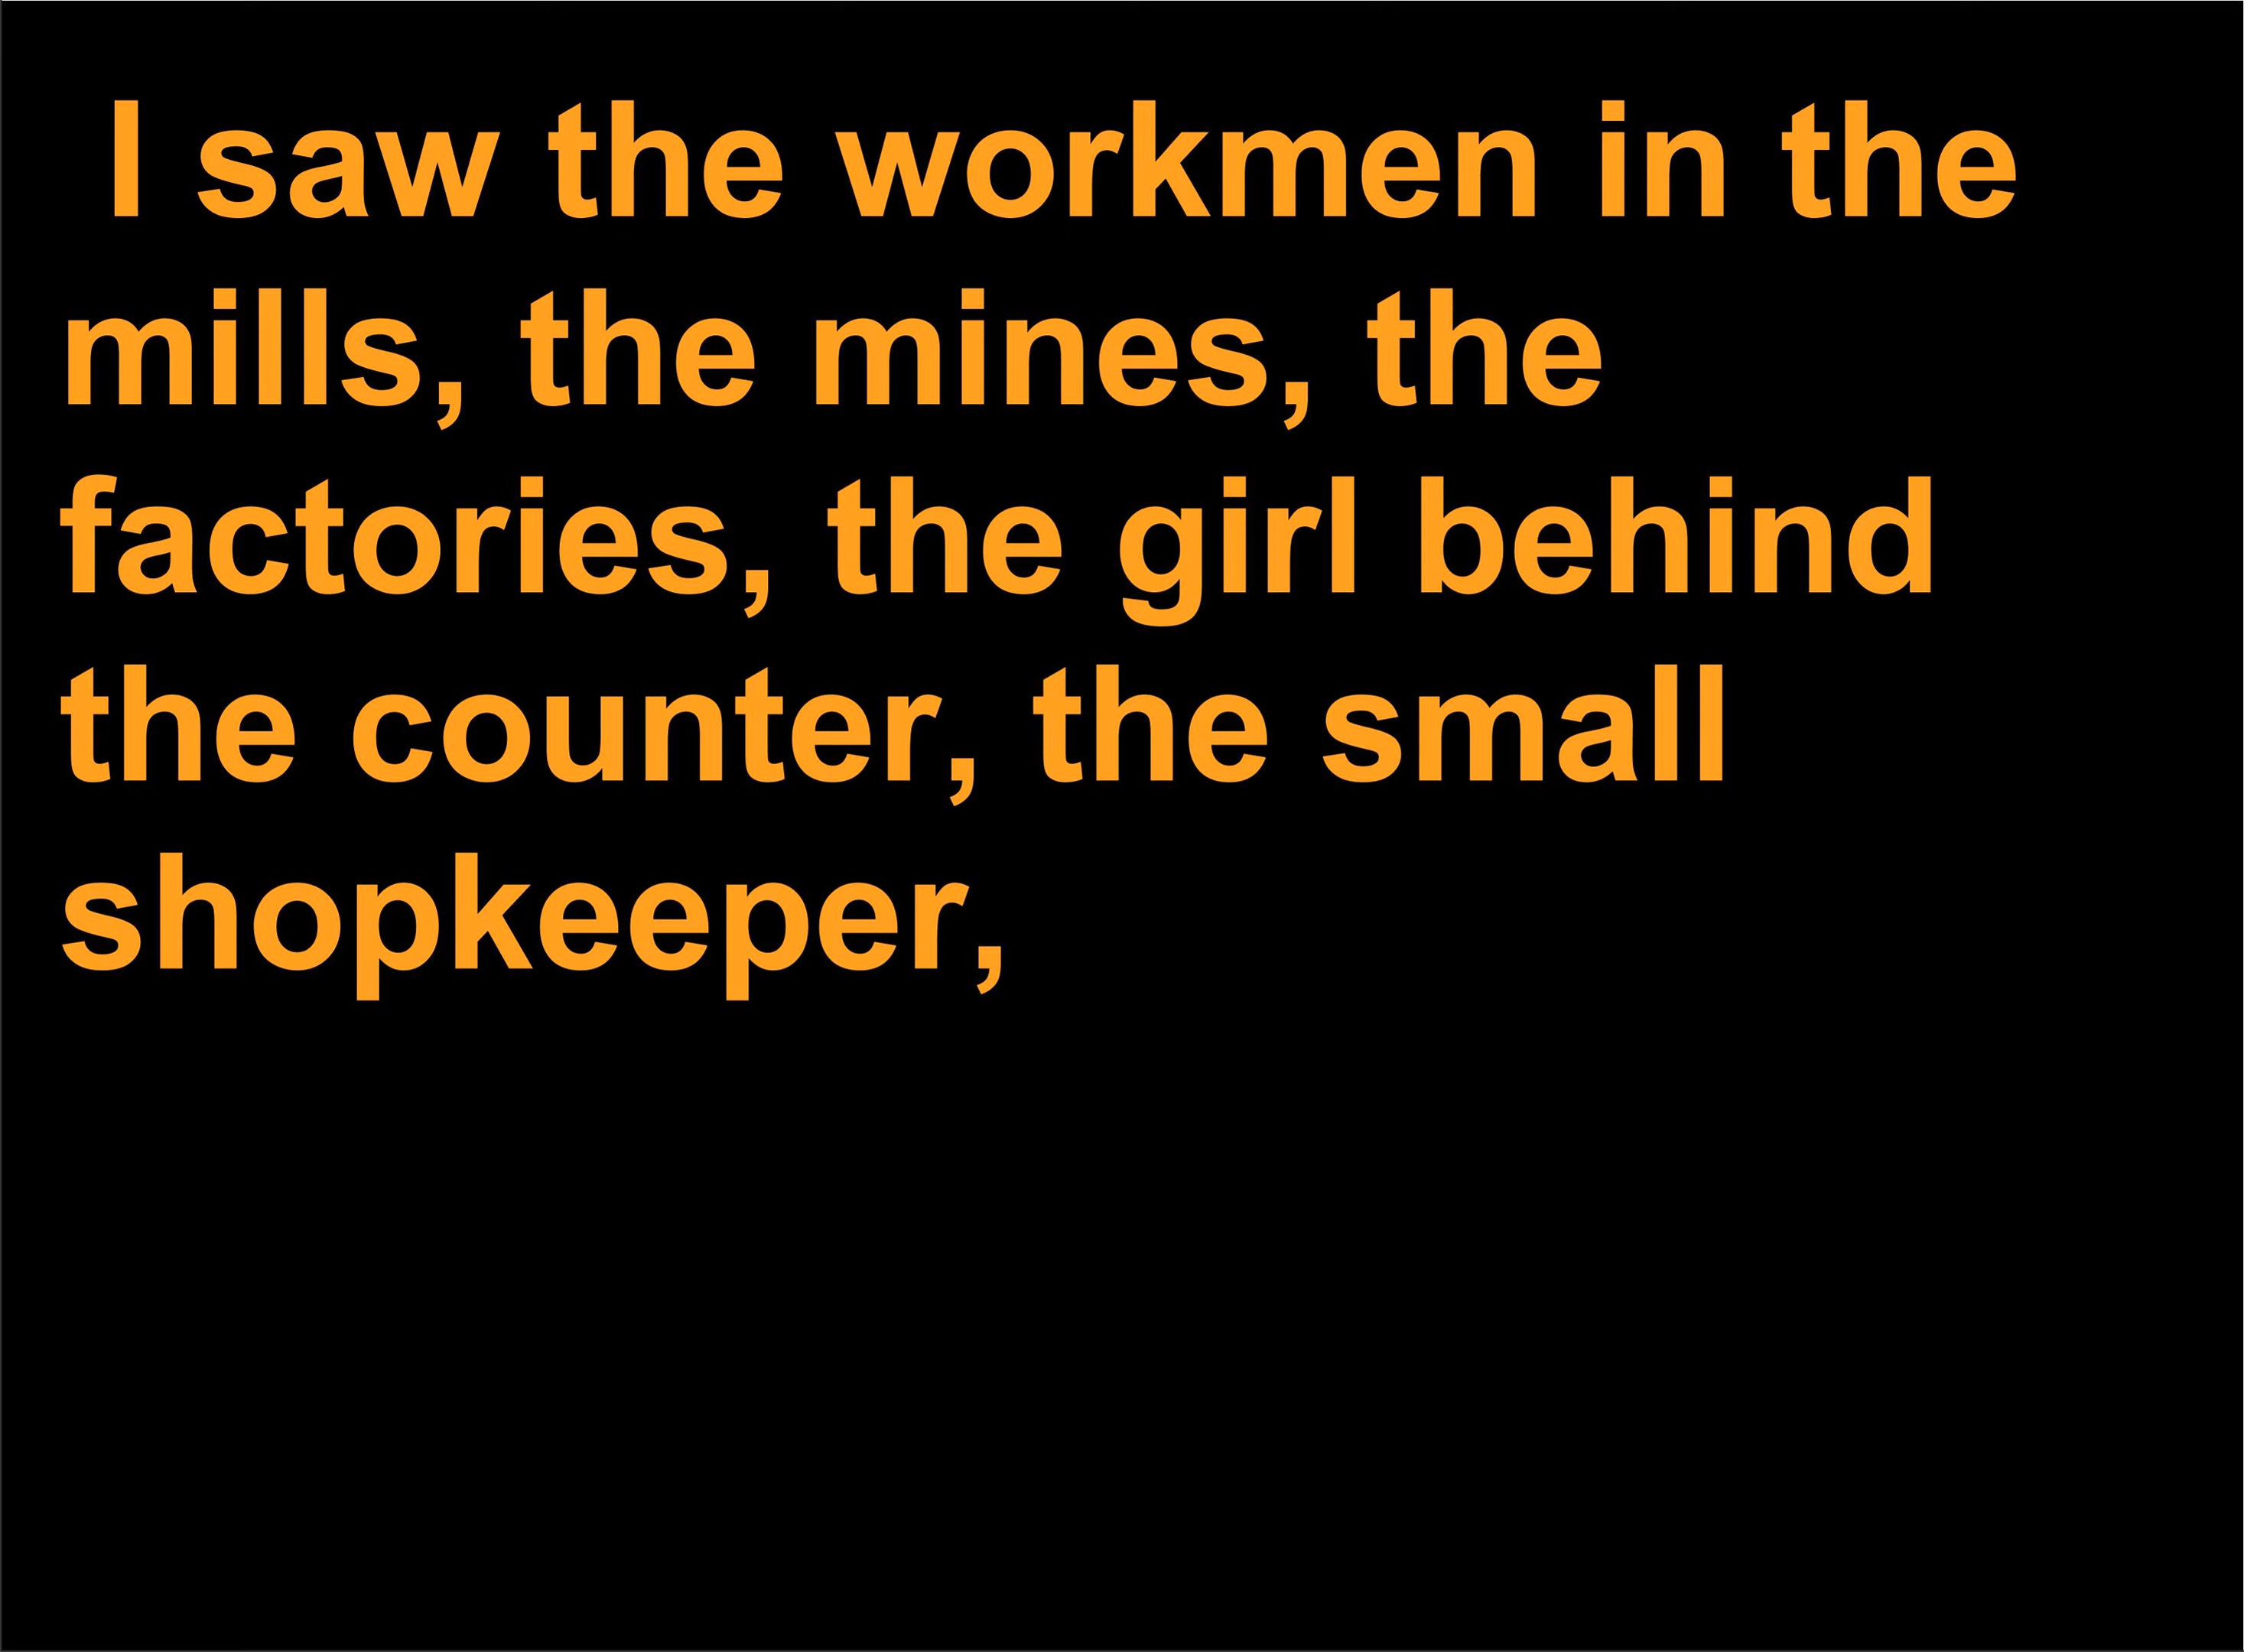 I saw the workmen in the
mills, the mines, the
factories, the girl behind
the counter, the small
shopkeeper,